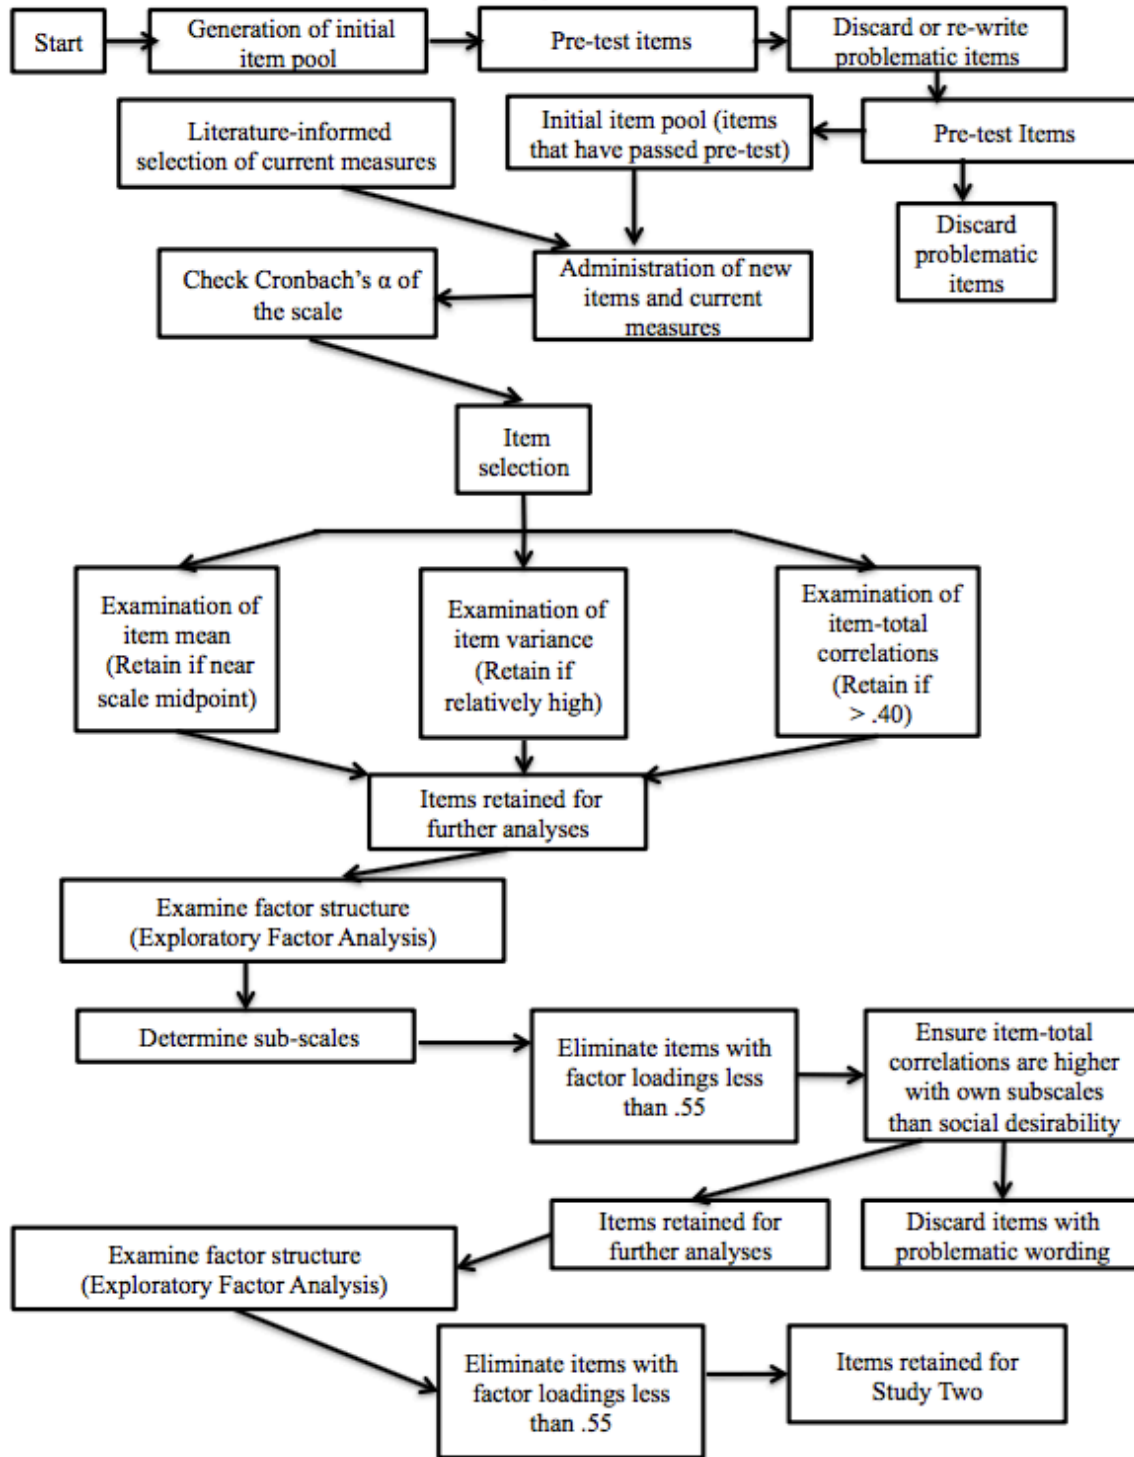 Start
Generation of initial
item pool
Pre-test items
Discard or re-write
problematic items
Literature-informed
selection of current measures
Initial item pool (items
that have passed pre-test)
Pre-test Items
Discard
problematic
items
Check Cronbach's α of
the scale
Administration of new
items and current
measures
Item
selection
Examination of
item mean
(Retain if near
scale midpoint)
Examination of
item variance
(Retain if
relatively high)
Examination of
item-total
correlations
(Retain if
> .40)
Items retained for
further analyses
Examine factor structure
(Exploratory Factor Analysis)
Determine sub-scales
Eliminate items with
factor loadings less
than .55
Ensure item-total
correlations are higher
with own subscales
than social desirability
Items retained for
further analyses
Discard items with
problematic wording
Examine factor structure
(Exploratory Factor Analysis)
Eliminate items with
factor loadings less
than .55
Items retained for
Study Two